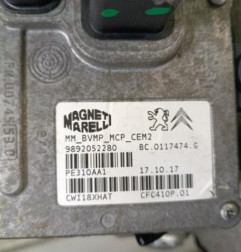 MAGNETI
MARELLI
MM_BVMP_MCP_CEM2
9892052280 BC.0117474.G
PE310AA1 17.10.17
CWI18XHAT CFC410P.01